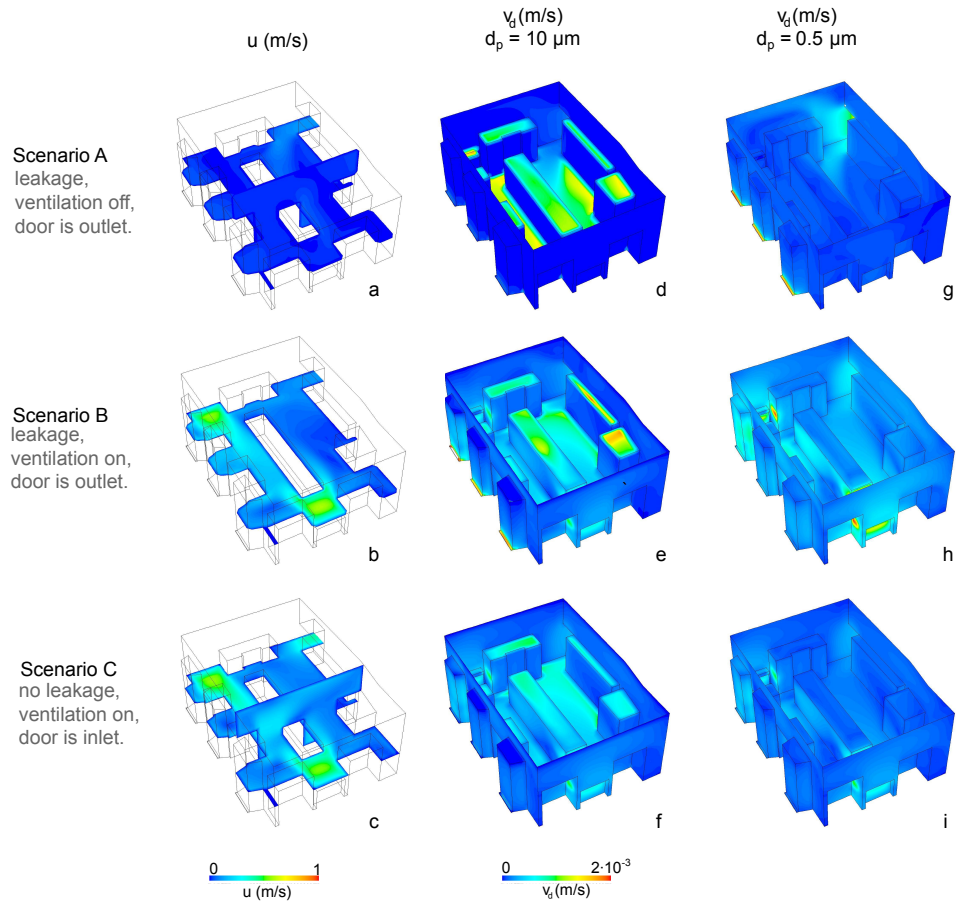 u (m/s)
v_d(m/s)
d_p = 10 μm
v_d(m/s)
d_p = 0.5 μm
Scenario A
leakage,
ventilation off,
door is outlet.
a
d
g
Scenario B
leakage,
ventilation on,
door is outlet.
b
e
h
Scenario C
no leakage,
ventilation on,
door is inlet.
c
f
i
0 1
u (m/s)
0 2·10⁻³
v_d(m/s)